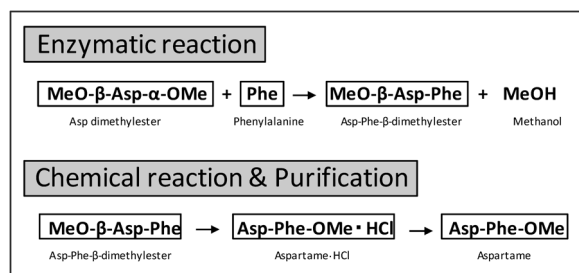 Enzymatic reaction
MeO-β-Asp-α-OMe + Phe → MeO-β-Asp-Phe + MeOH
Asp dimethylester Phenylalanine Asp-Phe-β-dimethylester Methanol
Chemical reaction & Purification
MeO-β-Asp-Phe → Asp-Phe-OMe・HCl → Asp-Phe-OMe
Asp-Phe-β-dimethylester Aspartame·HCl Aspartame